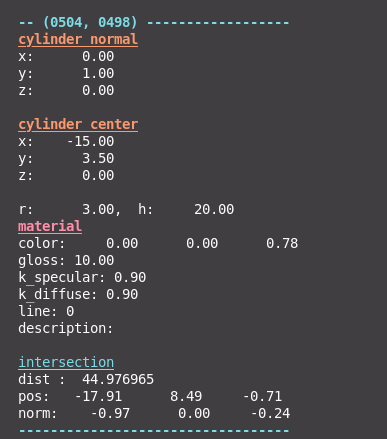 -- (0504, 0498) ------------------
cylinder normal
x:      0.00
y:      1.00
z:      0.00
cylinder center
x:    -15.00
y:      3.50
z:      0.00
r:      3.00,  h:     20.00
material
color:     0.00      0.00      0.78
gloss: 10.00
k_specular: 0.90
k_diffuse: 0.90
line: 0
description:
intersection
dist :  44.976965
pos:   -17.91      8.49     -0.71
norm:    -0.97      0.00     -0.24
----------------------------------